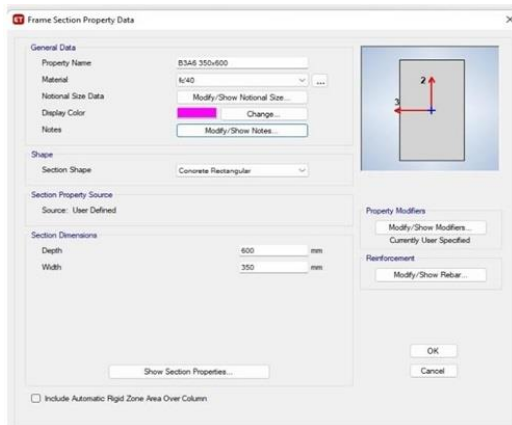 ET Frame Section Property Data
General Data
Property Name B3A6 350x600
Material fc'40 ...
Notional Size Data Modify/Show Notional Size...
Display Color Change...
Notes Modify/Show Notes...
Shape
Section Shape Concrete Rectangular
Section Property Source
Source: User Defined
Section Dimensions
Depth 600 mm
Width 350 mm
Show Section Properties...
Include Automatic Rigid Zone Area Over Column
2
3
Property Modifiers
Modify/Show Modifiers...
Currently User Specified
Reinforcement
Modify/Show Rebar...
OK
Cancel